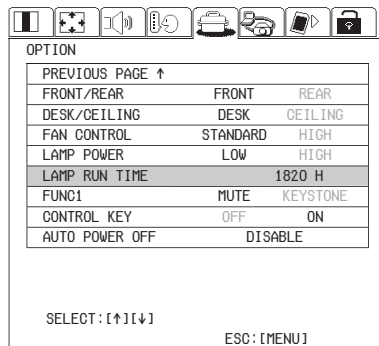 OPTION
PREVIOUS PAGE ↑
FRONT/REAR FRONT REAR
DESK/CEILING DESK CEILING
FAN CONTROL STANDARD HIGH
LAMP POWER LOW HIGH
LAMP RUN TIME 1820 H
FUNC1 MUTE KEYSTONE
CONTROL KEY OFF ON
AUTO POWER OFF DISABLE
SELECT:[↑][↓]
ESC:[MENU]